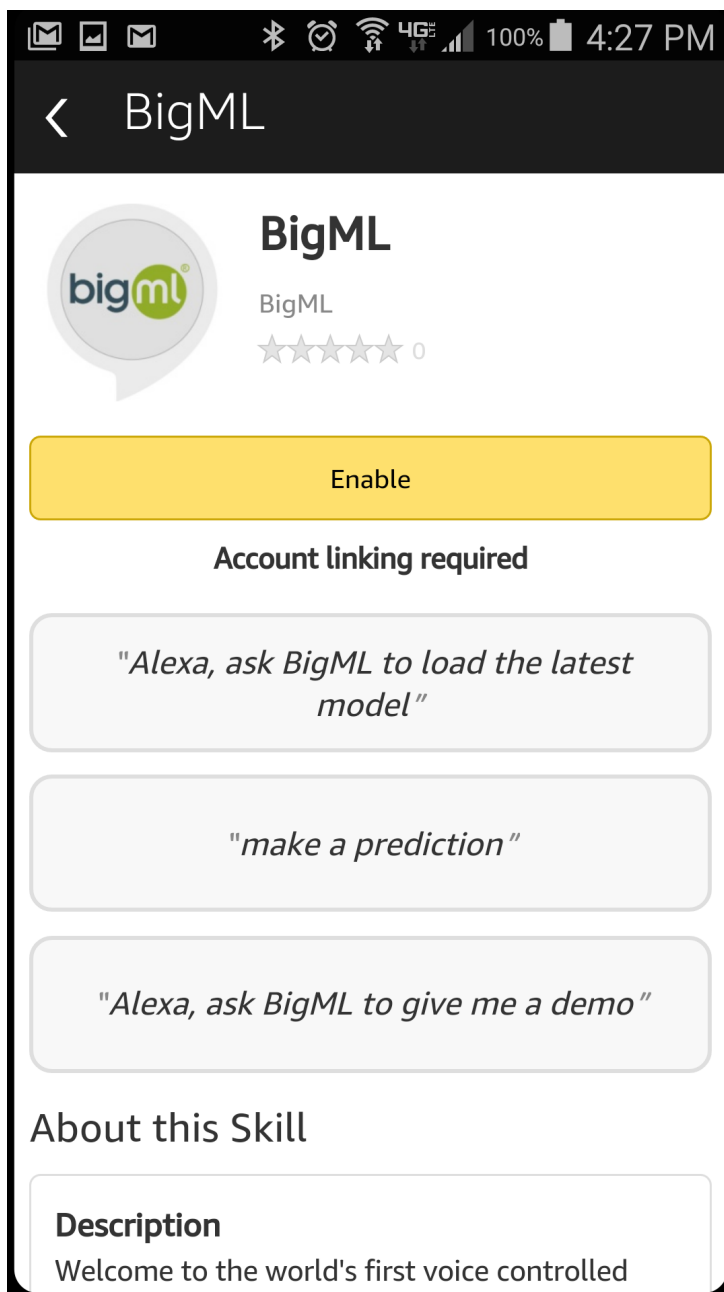 4G LTE 100% 4:27 PM
BigML
bigml®
BigML
BigML
0
Enable
Account linking required
"Alexa, ask BigML to load the latest
model"
"make a prediction"
"Alexa, ask BigML to give me a demo"
About this Skill
Description
Welcome to the world's first voice controlled